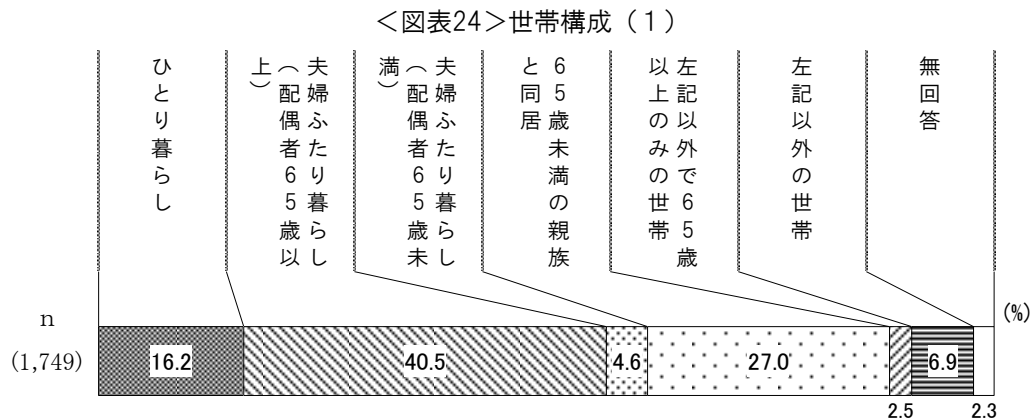 ＜図表24＞世帯構成（１）
ひとり暮らし
夫婦ふたり暮らし
（配偶者６５歳以
上）
夫婦ふたり暮らし
（配偶者６５歳未
満）
６５歳未満の親族
と同居
左記以外で６５歳
以上のみの世帯
左記以外の世帯
無回答
(%)
n
(1,749)
16.2
40.5
4.6
27.0
6.9
2.5
2.3